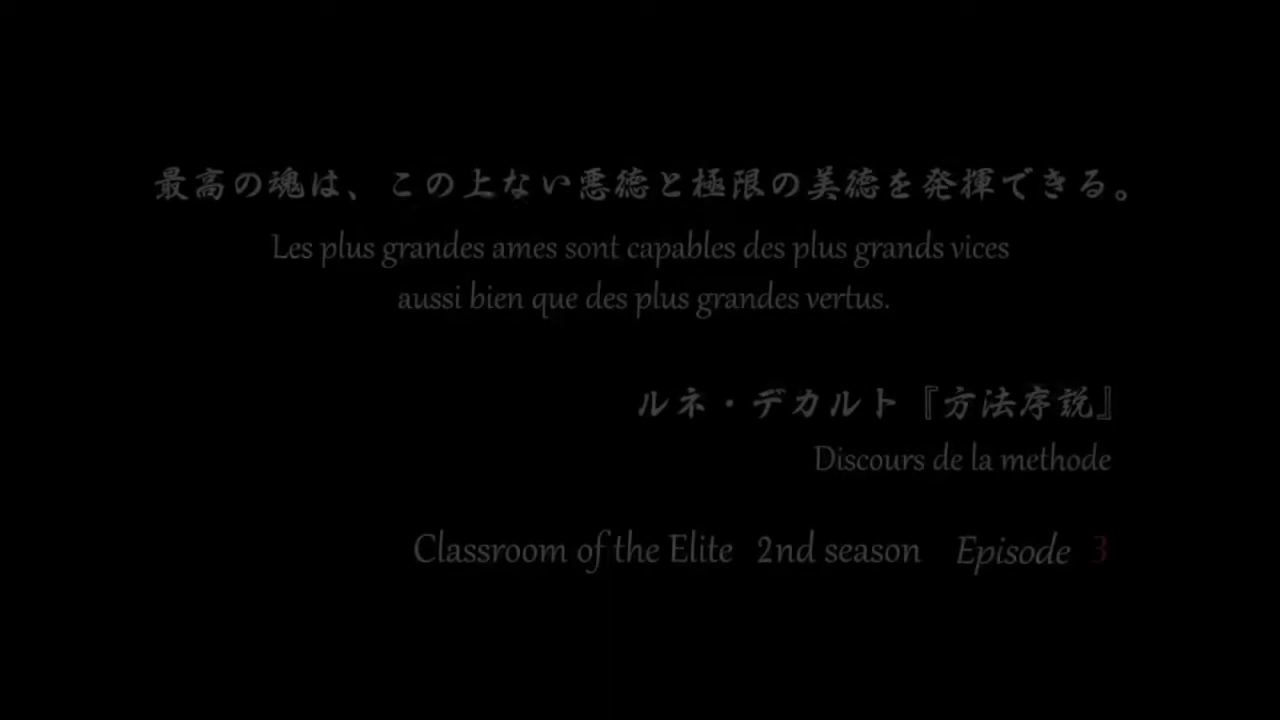 最高の魂は、この上ない悪徳と極限の美徳を発揮できる。
Les plus grandes ames sont capables des plus grands vices
aussi bien que des plus grandes vertus.
ルネ・デカルト『方法序説』
Discours de la methode
Classroom of the Elite 2nd season Episode 3